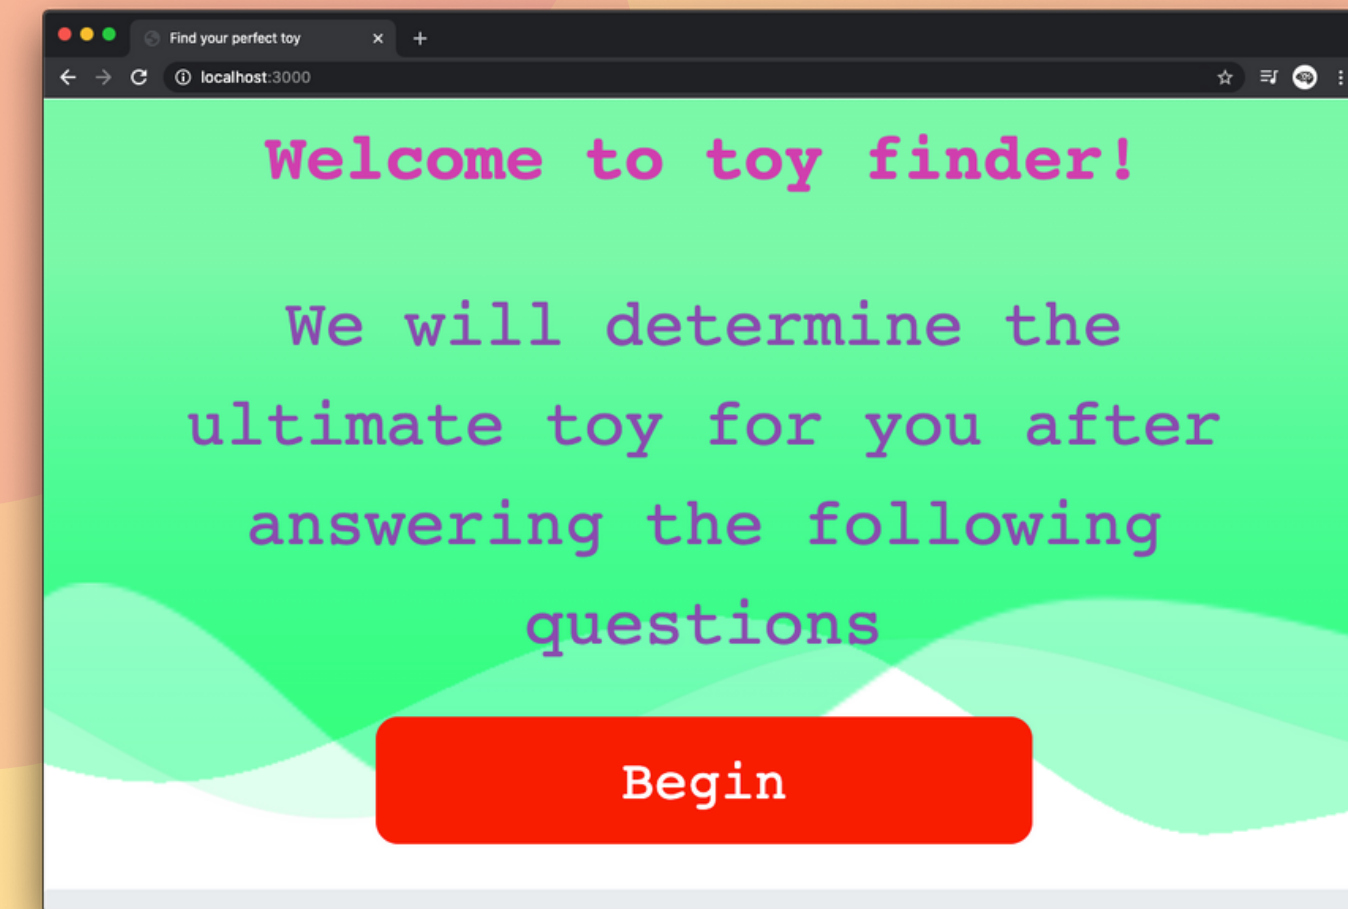 Find your perfect toy
localhost:3000
Welcome to toy finder!
We will determine the
ultimate toy for you after
answering the following
questions
Begin